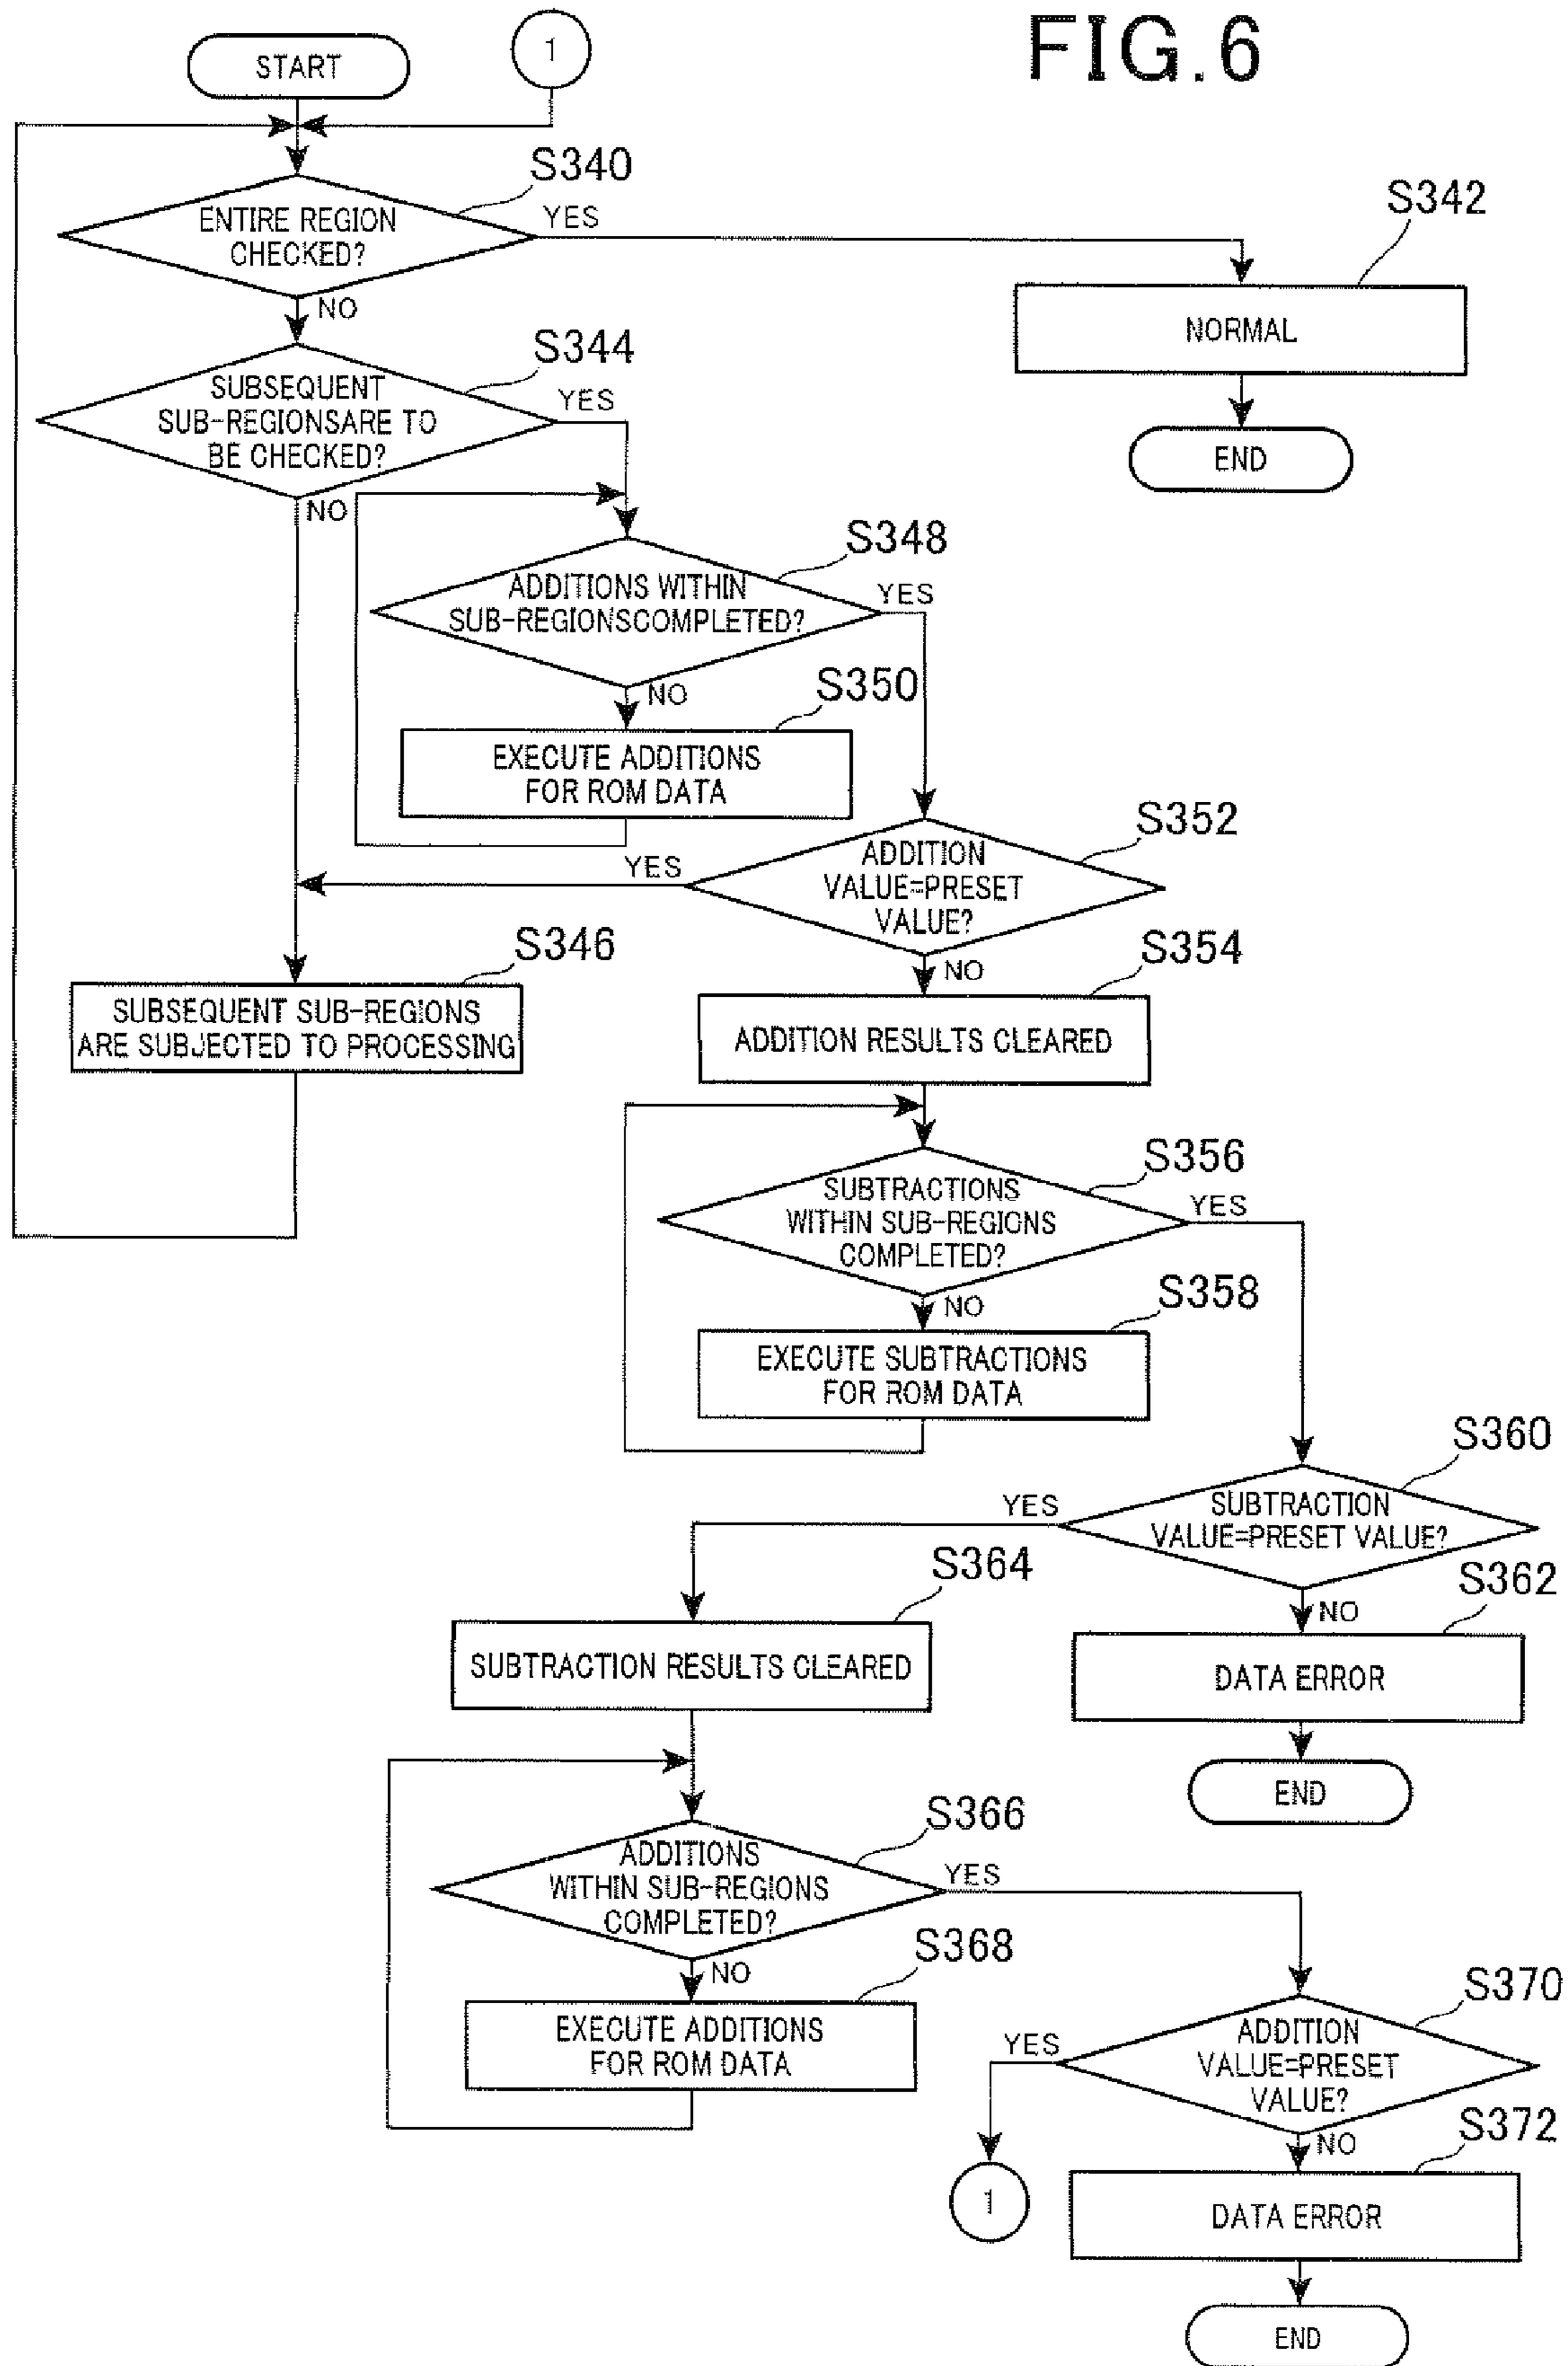 FIG.6
START
1
S340
ENTIRE REGION
CHECKED?
YES
NO
S342
NORMAL
END
S344
SUBSEQUENT
SUB-REGIONSARE TO
BE CHECKED?
YES
NO
S348
ADDITIONS WITHIN
SUB-REGIONSCOMPLETED?
YES
NO
S350
EXECUTE ADDITIONS
FOR ROM DATA
S352
ADDITION
VALUE=PRESET
VALUE?
YES
NO
S346
SUBSEQUENT SUB-REGIONS
ARE SUBJECTED TO PROCESSING
S354
ADDITION RESULTS CLEARED
S356
SUBTRACTIONS
WITHIN SUB-REGIONS
COMPLETED?
YES
NO
S358
EXECUTE SUBTRACTIONS
FOR ROM DATA
S360
SUBTRACTION
VALUE=PRESET VALUE?
YES
NO
S362
DATA ERROR
END
S364
SUBTRACTION RESULTS CLEARED
S366
ADDITIONS
WITHIN SUB-REGIONS
COMPLETED?
YES
NO
S368
EXECUTE ADDITIONS
FOR ROM DATA
S370
ADDITION
VALUE=PRESET
VALUE?
YES
NO
1
S372
DATA ERROR
END